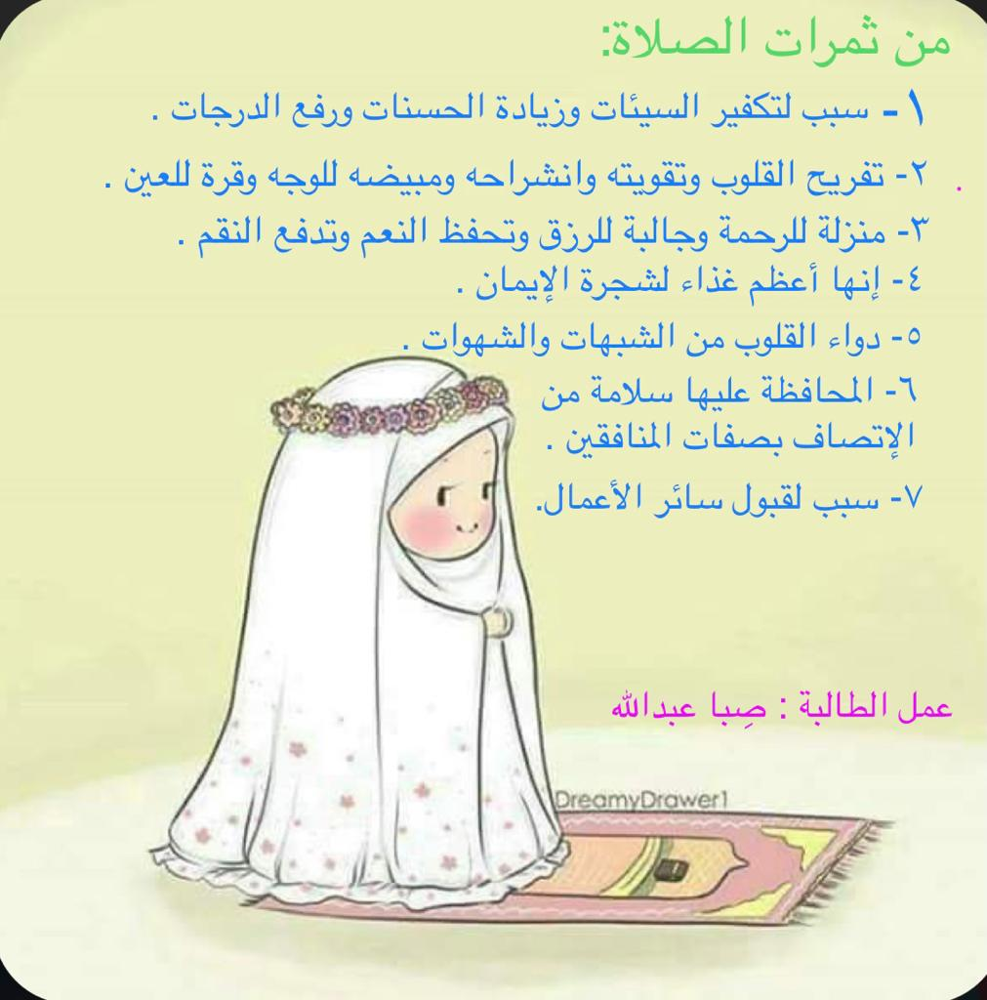 من ثمرات الصلاة:
١- سبب لتكفير السيئات وزيادة الحسنات ورفع الدرجات .
٢- تفريح القلوب وتقويته وانشراحه ومبيضه للوجه وقرة للعين .
٣- منزلة للرحمة وجالبة للرزق وتحفظ النعم وتدفع النقم .
٤- إنها أعظم غذاء لشجرة الإيمان .
٥- دواء القلوب من الشبهات والشهوات .
٦- المحافظة عليها سلامة من
الإتصاف بصفات المنافقين .
٧- سبب لقبول سائر الأعمال.
عمل الطالبة : صِبا عبدالله
DreamyDrawer1